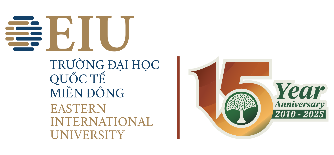 EIU
TRƯỜNG ĐẠI HỌC
QUỐC TẾ
MIỀN ĐÔNG
EASTERN
INTERNATIONAL
UNIVERSITY
15 Year
Anniversary
2010 - 2025